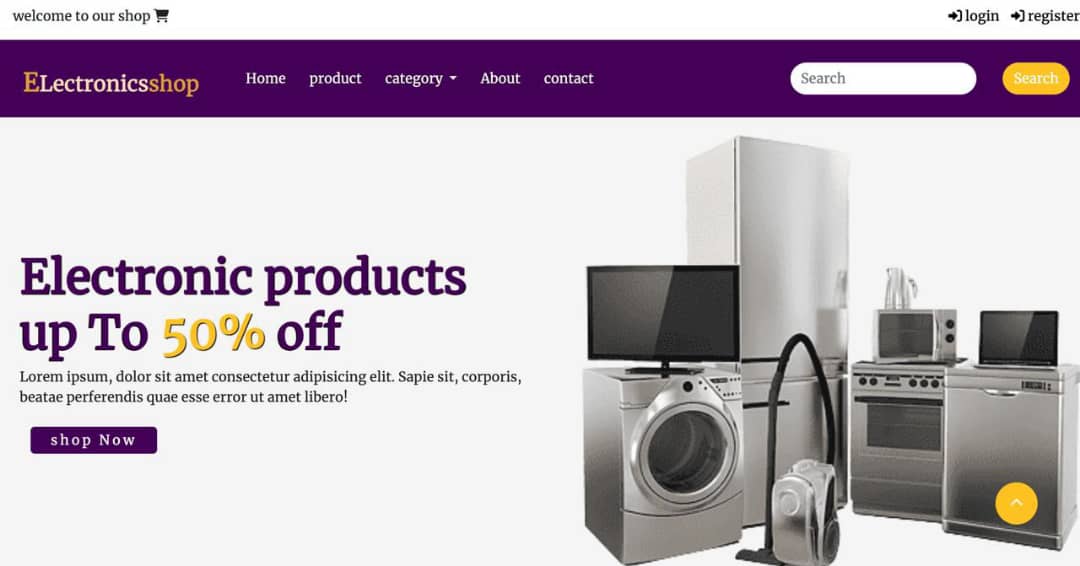 welcome to our shop
login register
ELectronicsshop Home product category About contact Search Search
Electronic products
up To 50% off
Lorem ipsum, dolor sit amet consectetur adipisicing elit. Sapie sit, corporis,
beatae perferendis quae esse error ut amet libero!
shop Now